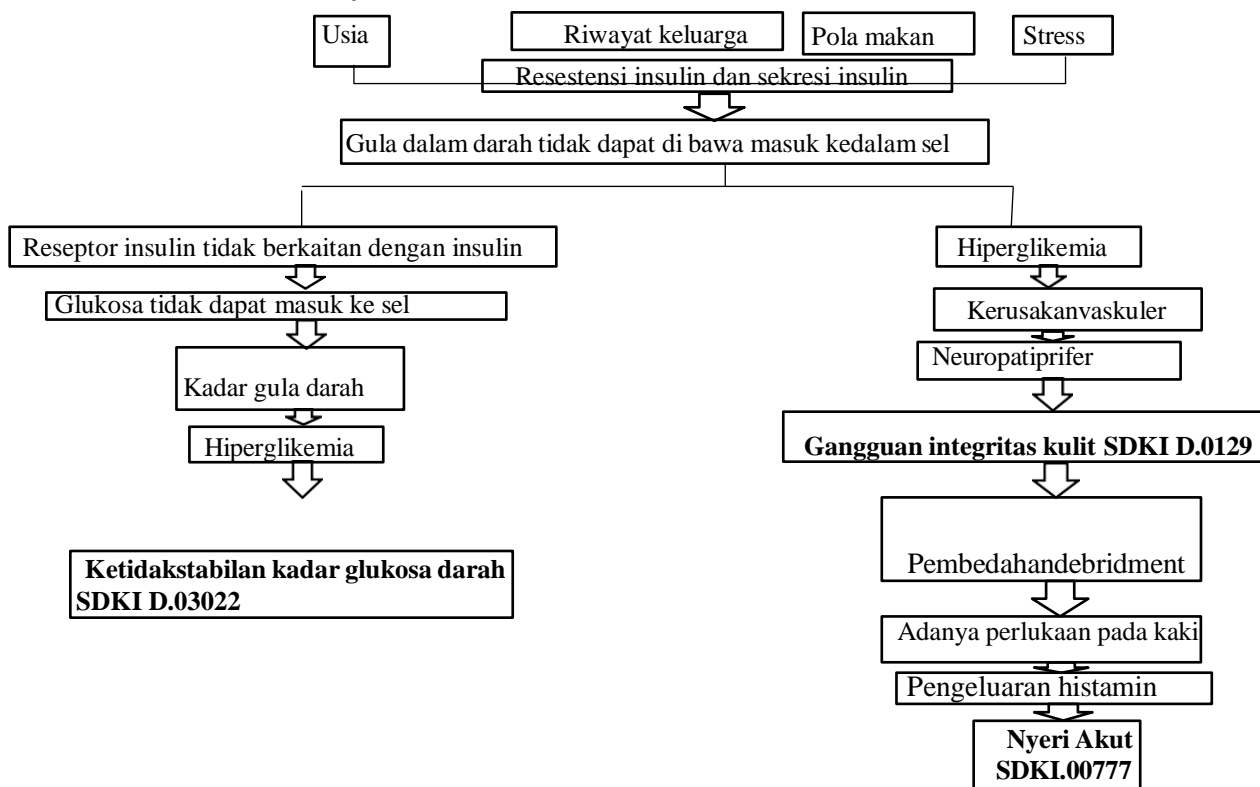 Usia
Riwayat keluarga
Pola makan
Stress
Resestensi insulin dan sekresi insulin
Gula dalam darah tidak dapat di bawa masuk kedalam sel
Reseptor insulin tidak berkaitan dengan insulin
Glukosa tidak dapat masuk ke sel
Kadar gula darah
Hiperglikemia
Ketidakstabilan kadar glukosa darah
SDKI D.03022
Hiperglikemia
Kerusakanvaskuler
Neuropatiprifer
Gangguan integritas kulit SDKI D.0129
Pembedahandebridment
Adanya perlukaan pada kaki
Pengeluaran histamin
Nyeri Akut
SDKI.00777